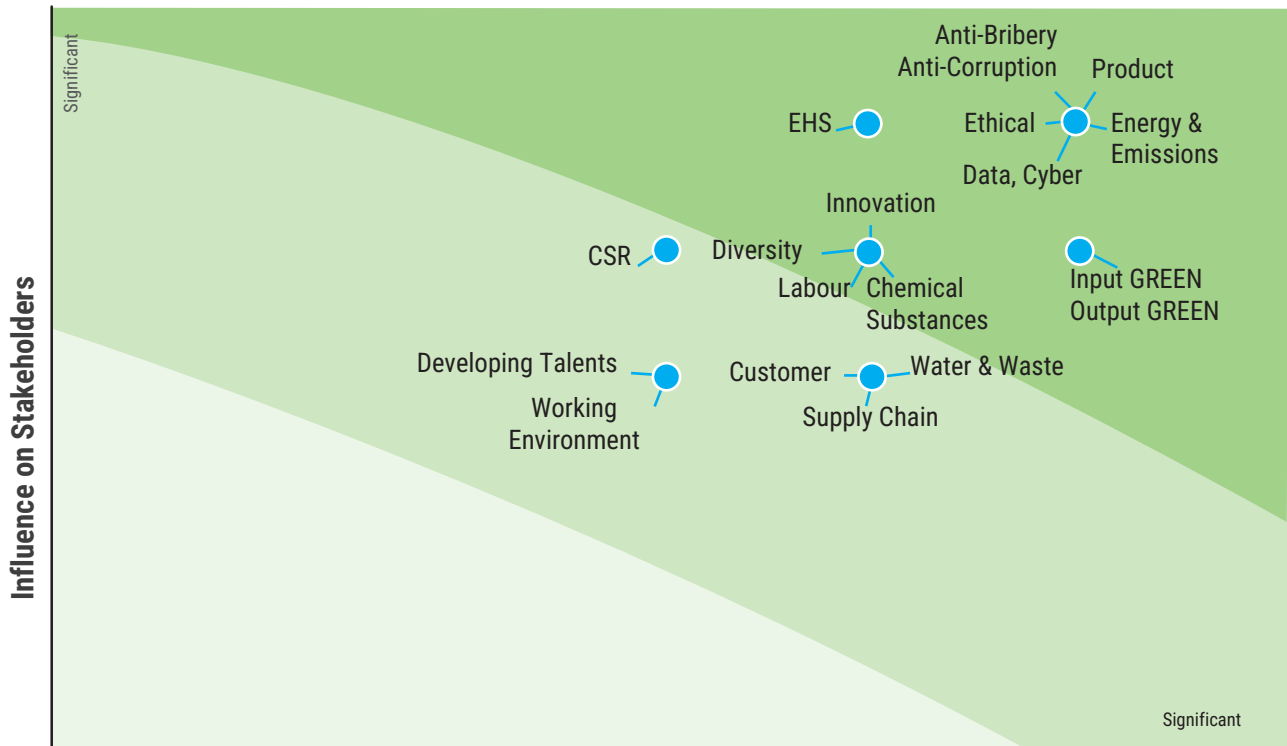 Influence on Stakeholders
Significant
Anti-Bribery
Anti-Corruption
Product
EHS
Ethical
Energy &
Emissions
Data, Cyber
Innovation
CSR
Diversity
Labour
Chemical
Substances
Input GREEN
Output GREEN
Developing Talents
Working
Environment
Customer
Water & Waste
Supply Chain
Significant